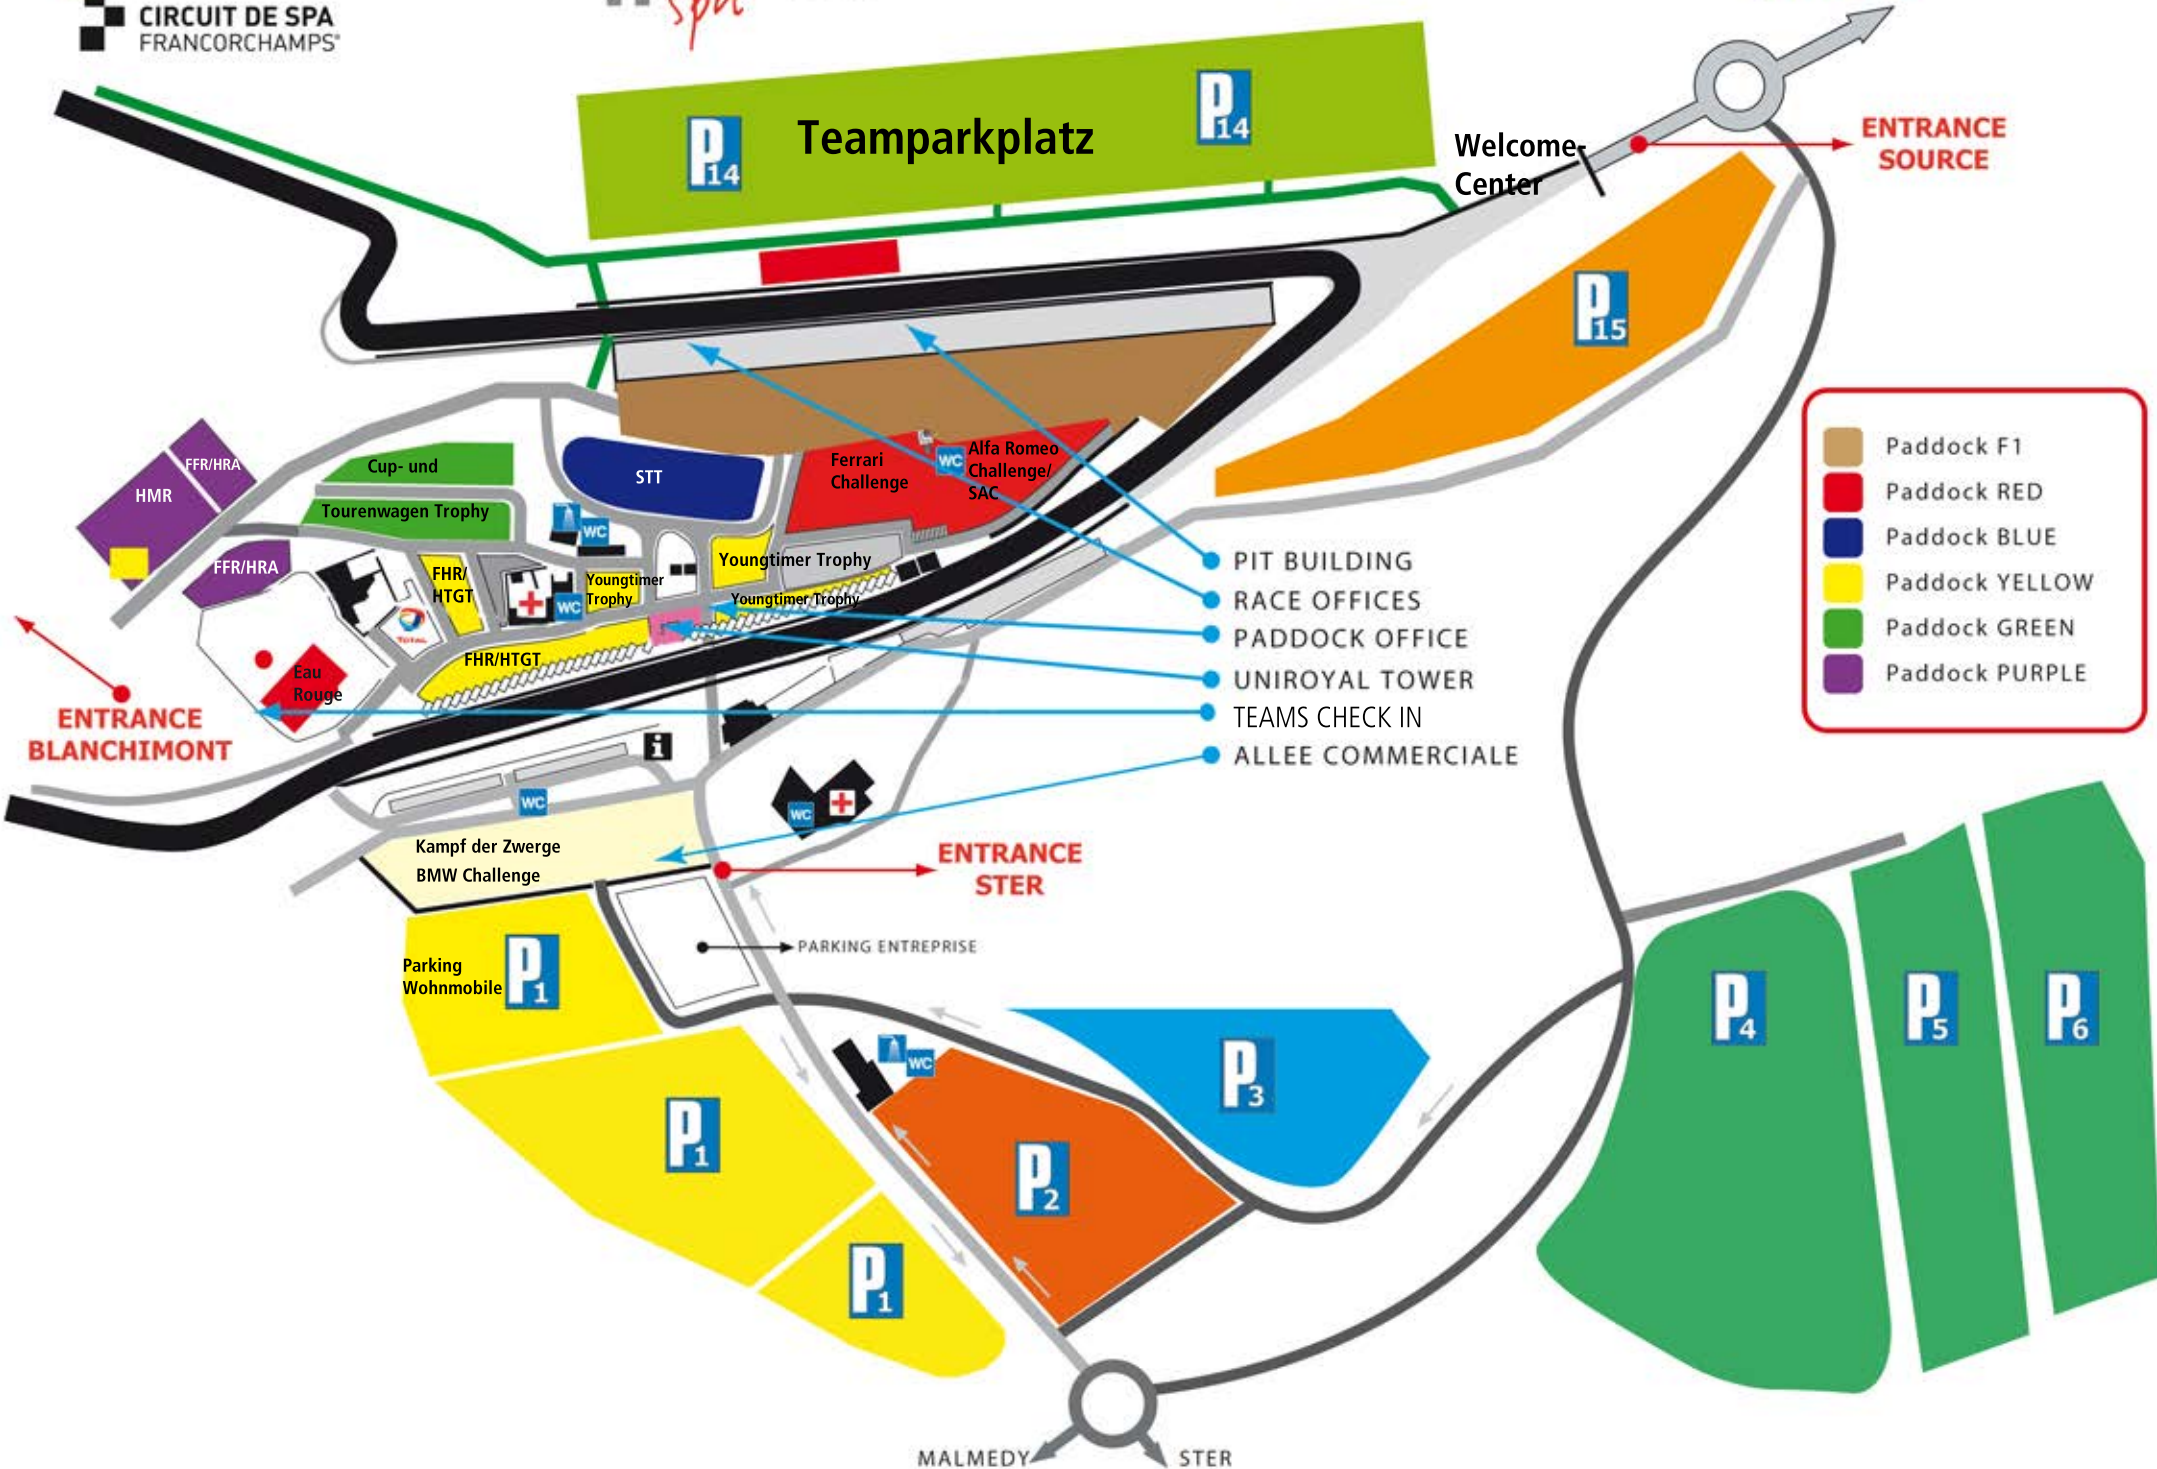 CIRCUIT DE SPA
FRANCORCHAMPS
spa
P14
Teamparkplatz
P14
Welcome-
Center
ENTRANCE
SOURCE
P15
Paddock F1
Paddock RED
Paddock BLUE
Paddock YELLOW
Paddock GREEN
Paddock PURPLE
FFR/HRA
HMR
Cup- und
Tourenwagen Trophy
STT
Ferrari
Challenge
WC
Alfa Romeo
Challenge/
SAC
WC
FFR/HRA
FHR/
HTGT
WC
Youngtimer
Trophy
Youngtimer Trophy
Youngtimer Trophy
TOTAL
FHR/HTGT
Eau
Rouge
PIT BUILDING
RACE OFFICES
PADDOCK OFFICE
UNIROYAL TOWER
TEAMS CHECK IN
ALLEE COMMERCIALE
ENTRANCE
BLANCHIMONT
i
WC
WC
Kampf der Zwerge
BMW Challenge
ENTRANCE
STER
PARKING ENTREPRISE
Parking
Wohnmobile
P1
P1
P1
WC
P2
P3
P4
P5
P6
MALMEDY
STER